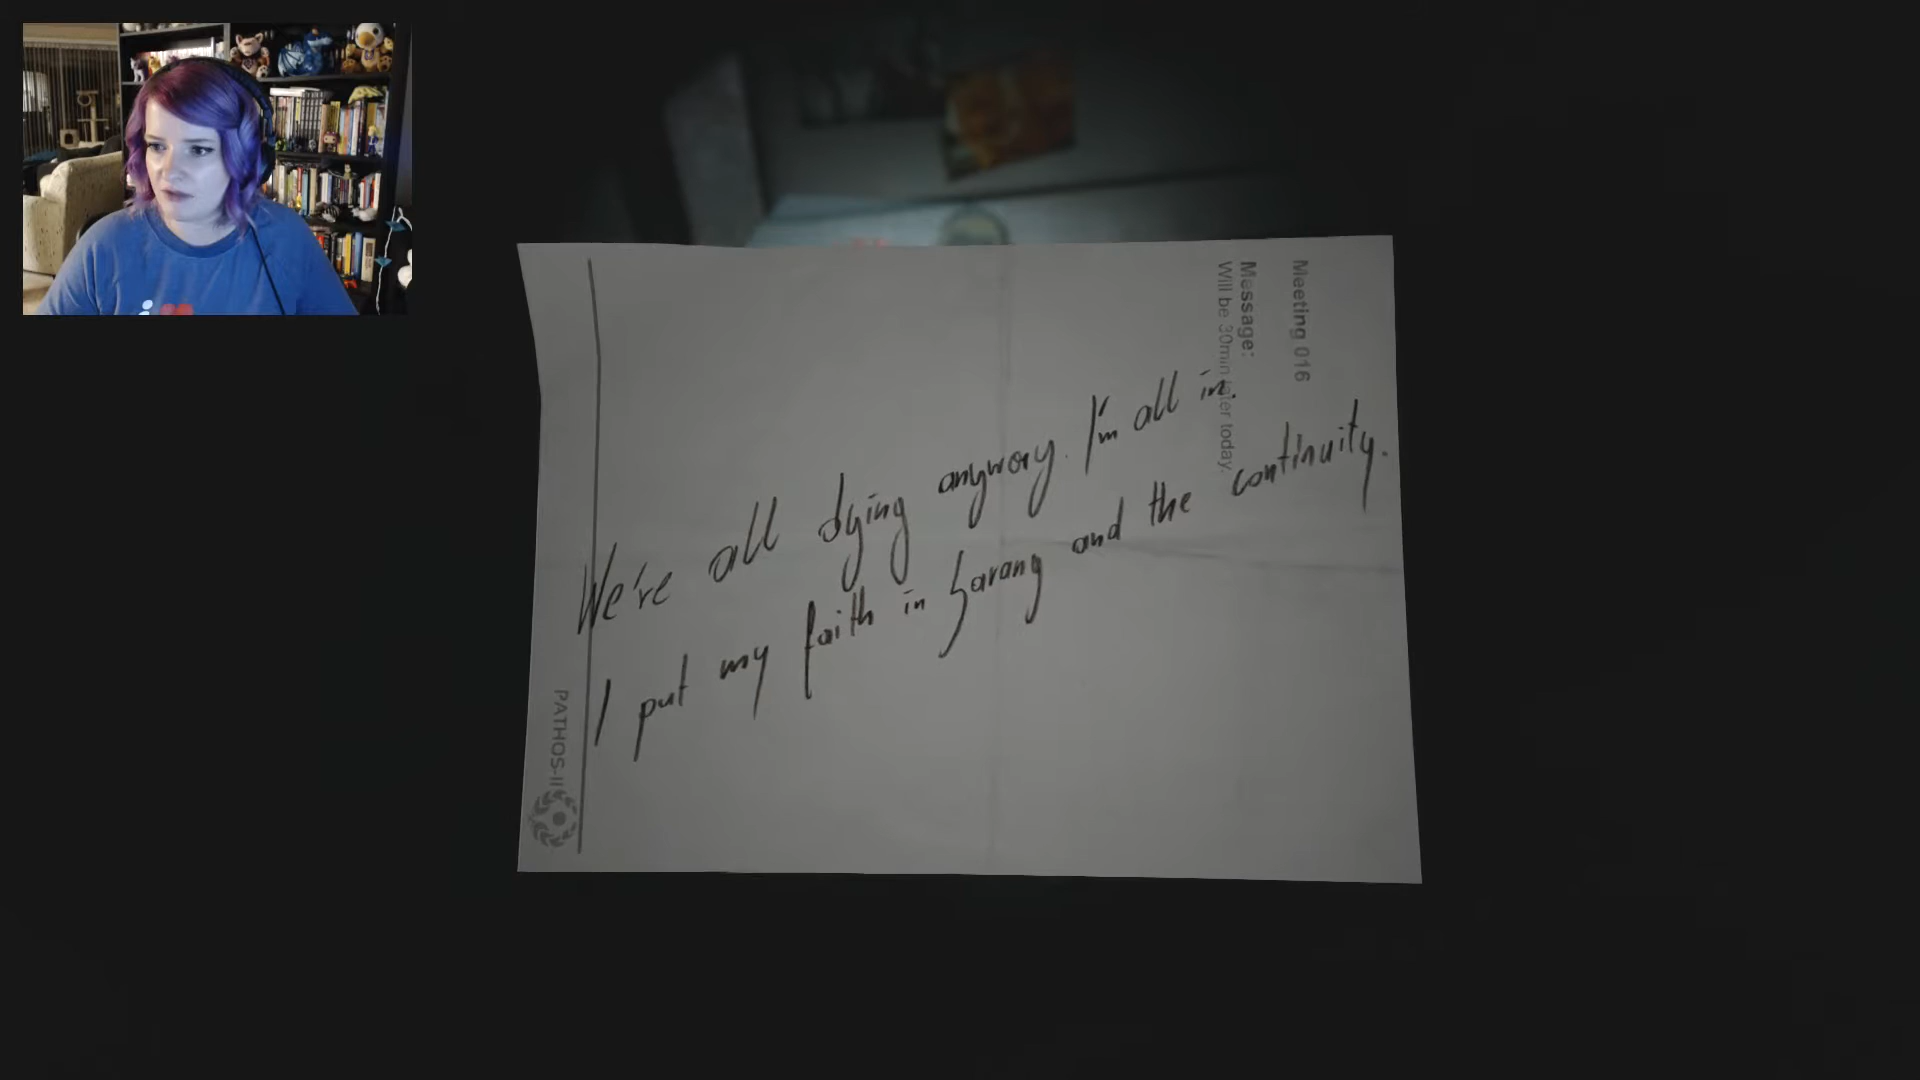 We're all dying anyway. I'm all in.
I put my faith in Sarang and the continuity.
Meeting 016
Message:
Will be 30min later today.
PATHOS-II